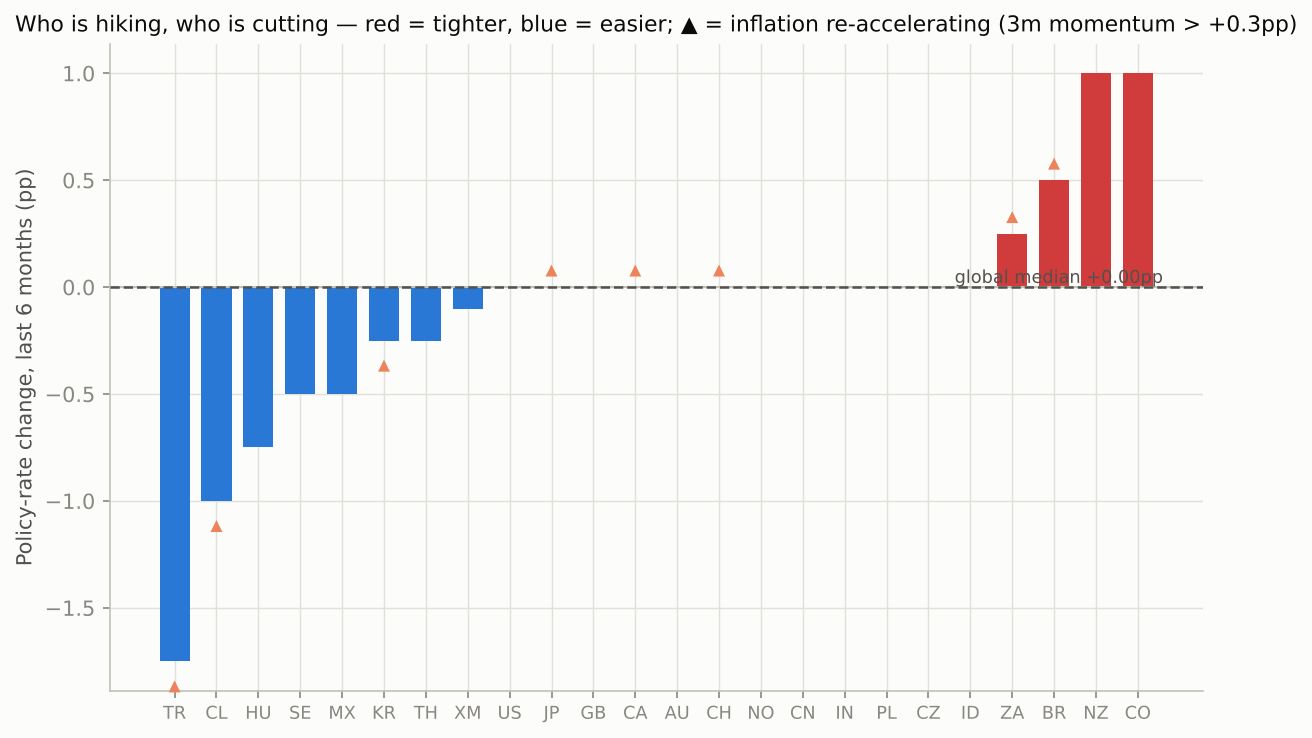 Who is hiking, who is cutting — red = tighter, blue = easier; ▲ = inflation re-accelerating (3m momentum > +0.3pp)
Policy-rate change, last 6 months (pp)
1.0
0.5
0.0
−0.5
−1.0
−1.5
global median +0.00pp
TR CL HU SE MX KR TH XM US JP GB CA AU CH NO CN IN PL CZ ID ZA BR NZ CO